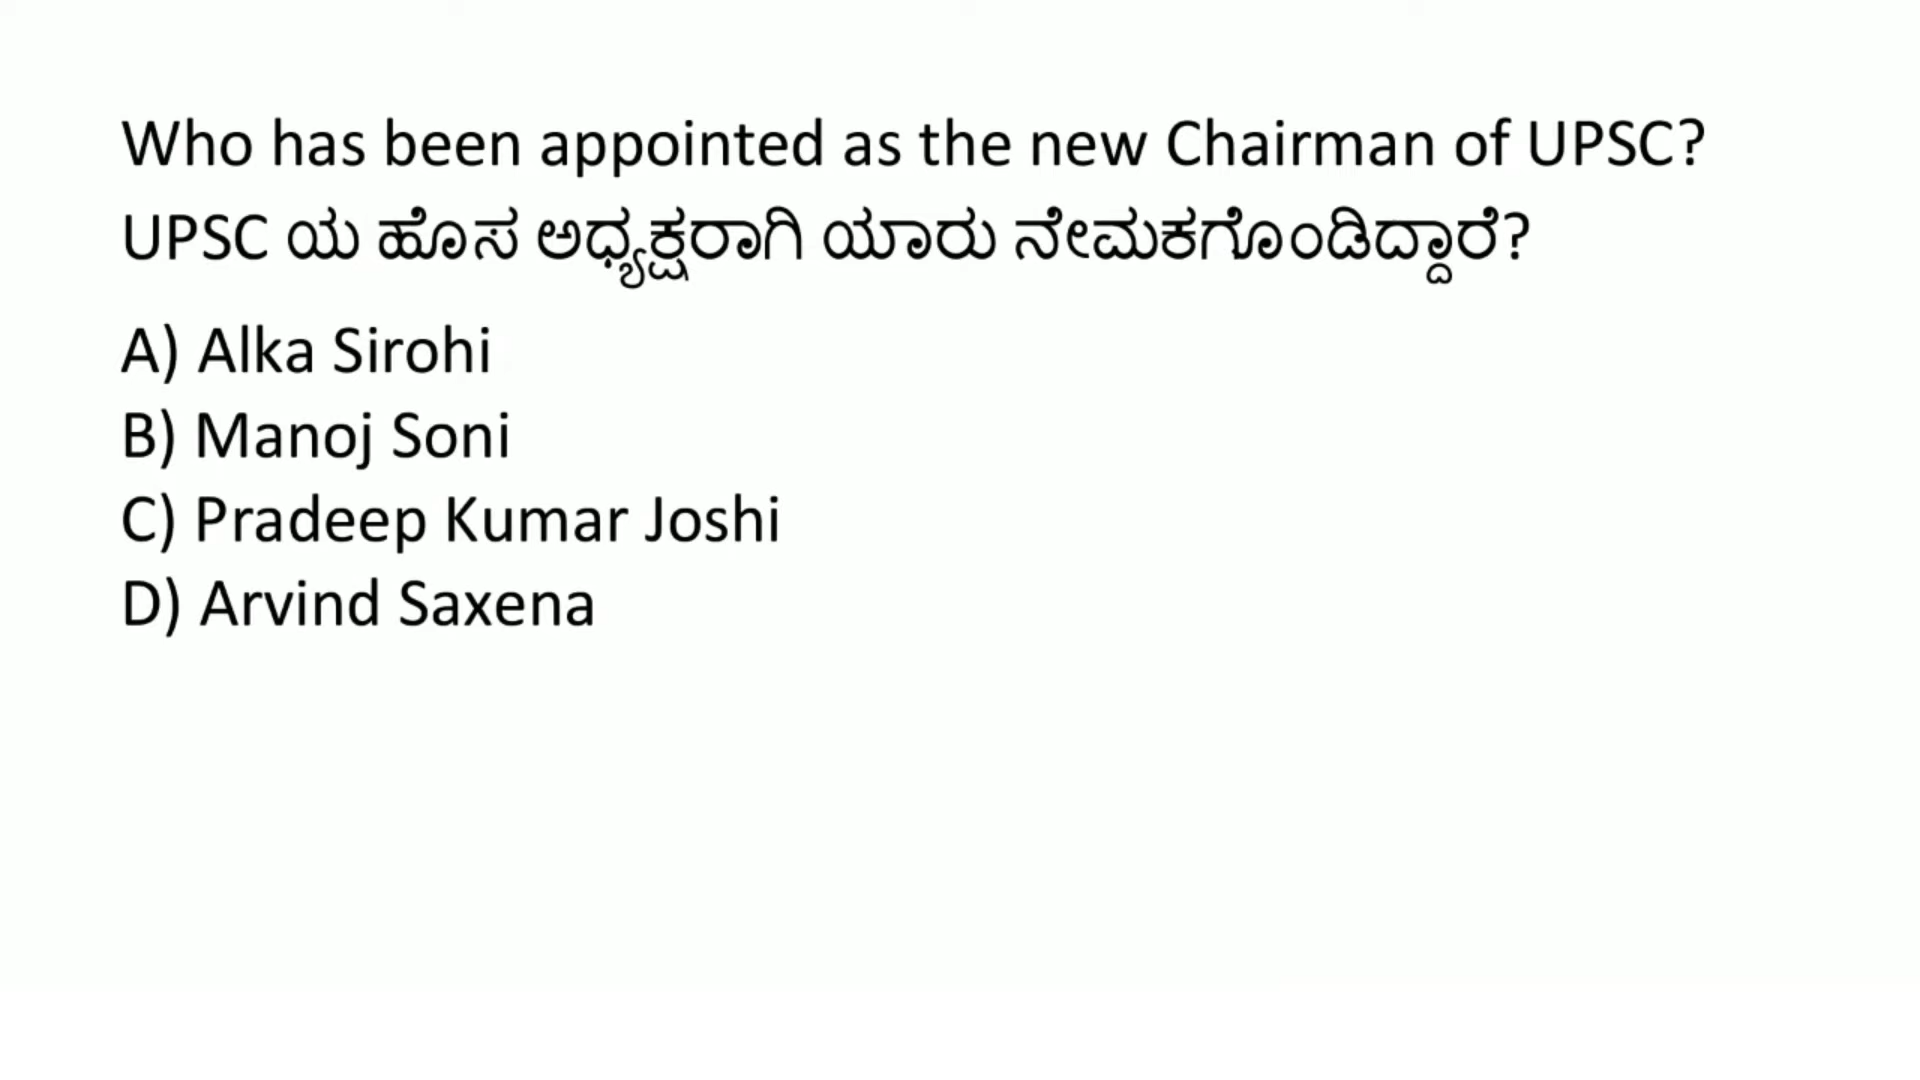 Who has been appointed as the new Chairman of UPSC?
UPSC ಯ ಹೊಸ ಅಧ್ಯಕ್ಷರಾಗಿ ಯಾರು ನೇಮಕಗೊಂಡಿದ್ದಾರೆ?
A) Alka Sirohi
B) Manoj Soni
C) Pradeep Kumar Joshi
D) Arvind Saxena